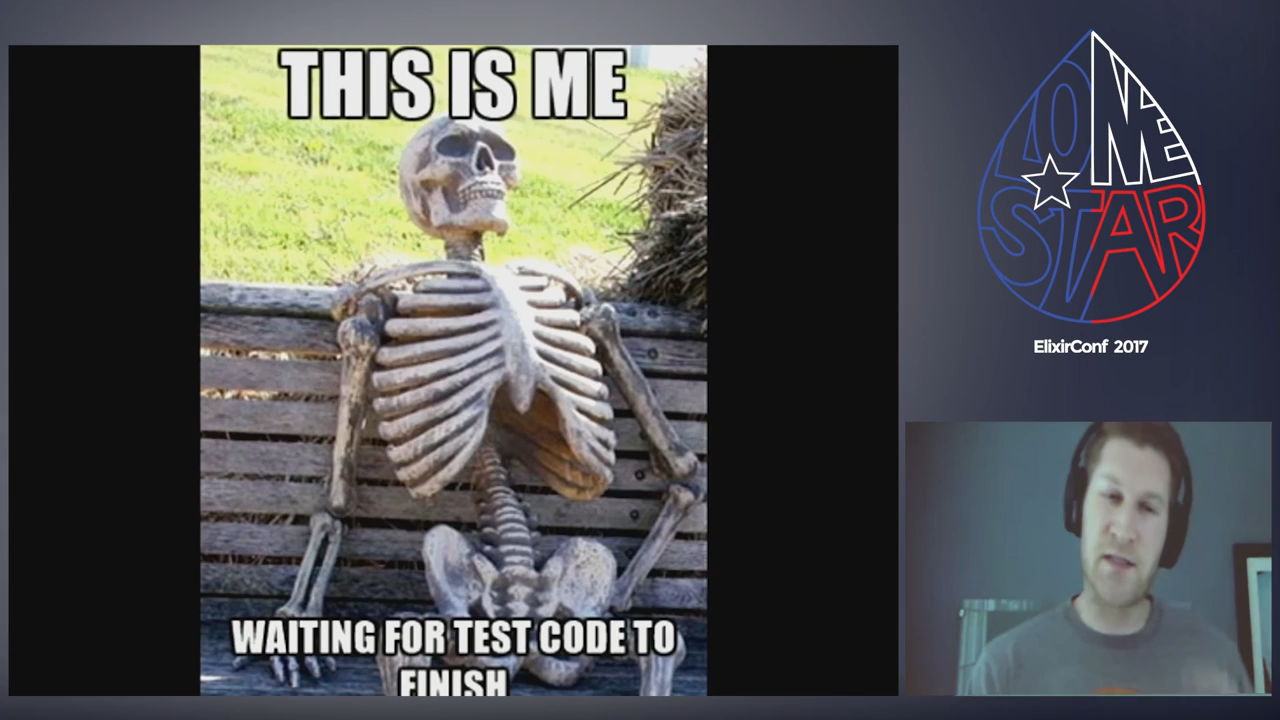 THIS IS ME
WAITING FOR TEST CODE TO
FINISH
LONE
STAR
ElixirConf 2017